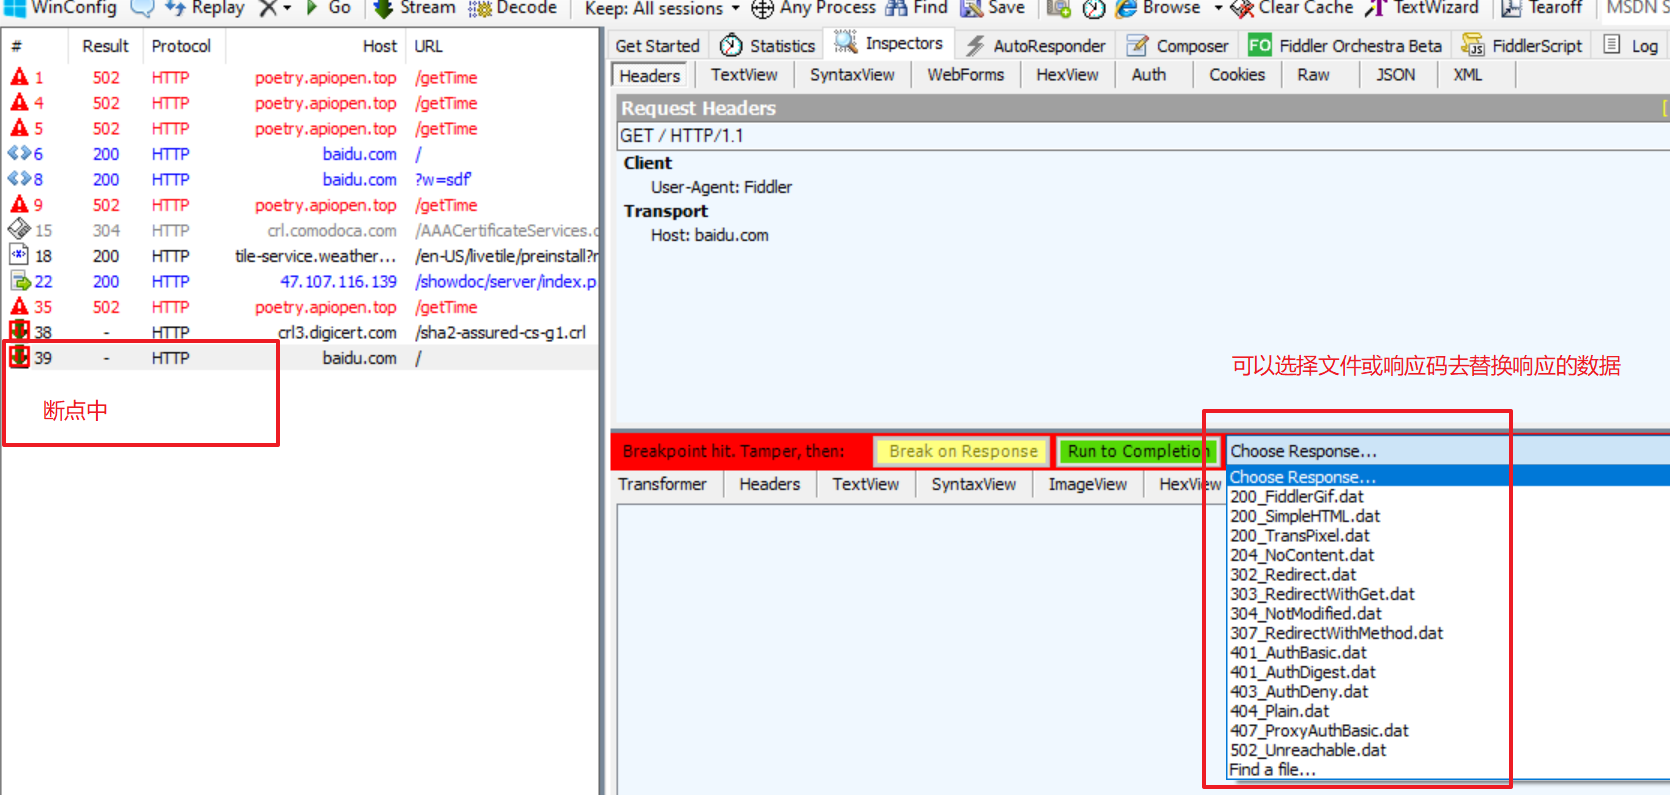 WinConfig Replay Go Stream Decode Keep: All sessions Any Process Find Save Browse Clear Cache TextWizard Tearoff MSDN S
# Result Protocol Host URL
1 502 HTTP poetry.apiopen.top /getTime
4 502 HTTP poetry.apiopen.top /getTime
5 502 HTTP poetry.apiopen.top /getTime
6 200 HTTP baidu.com /
8 200 HTTP baidu.com ?w=sdf'
9 502 HTTP poetry.apiopen.top /getTime
15 304 HTTP crl.comodoca.com /AAACertificateServices.c
18 200 HTTP tile-service.weather... /en-US/livetile/preinstall?r
22 200 HTTP 47.107.116.139 /showdoc/server/index.p
35 502 HTTP poetry.apiopen.top /getTime
38 - HTTP crl3.digicert.com /sha2-assured-cs-g1.crl
39 - HTTP baidu.com /
断点中
Get Started Statistics Inspectors AutoResponder Composer FO Fiddler Orchestra Beta FiddlerScript Log
Headers TextView SyntaxView WebForms HexView Auth Cookies Raw JSON XML
Request Headers [
GET / HTTP/1.1
Client
User-Agent: Fiddler
Transport
Host: baidu.com
可以选择文件或响应码去替换响应的数据
Breakpoint hit. Tamper, then: Break on Response Run to Completion Choose Response...
Transformer Headers TextView SyntaxView ImageView HexView
Choose Response...
200_FiddlerGif.dat
200_SimpleHTML.dat
200_TransPixel.dat
204_NoContent.dat
302_Redirect.dat
303_RedirectWithGet.dat
304_NotModified.dat
307_RedirectWithMethod.dat
401_AuthBasic.dat
401_AuthDigest.dat
403_AuthDeny.dat
404_Plain.dat
407_ProxyAuthBasic.dat
502_Unreachable.dat
Find a file...